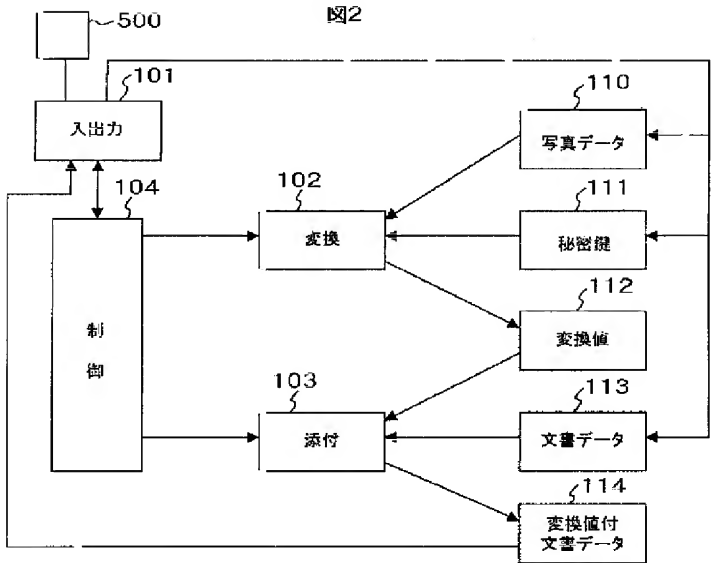 図2
500
101
入出力
110
写真データ
104
102
変換
111
秘密鍵
制
御
112
変換値
103
添付
113
文書データ
114
変換値付
文書データ